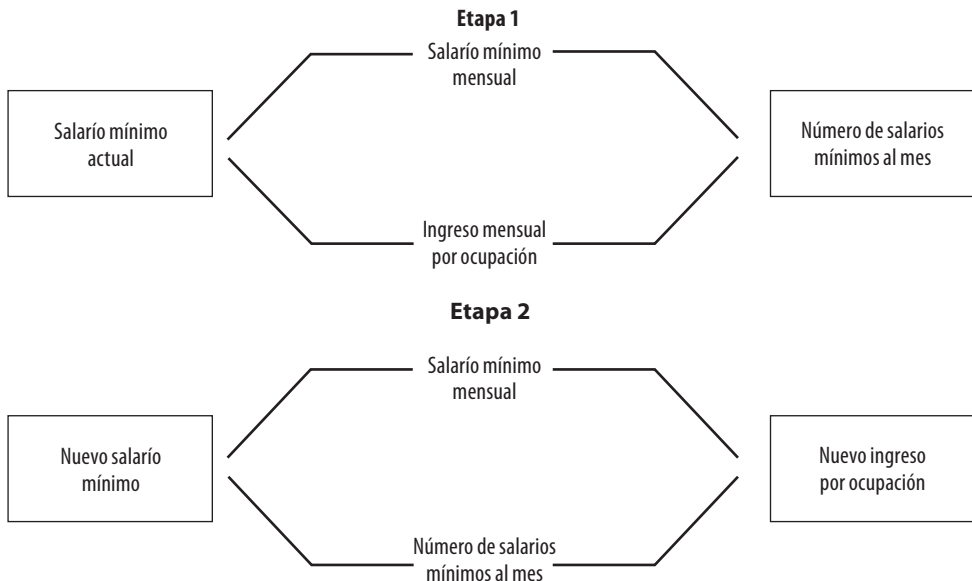 Etapa 1
Salarío mínimo
mensual
Salarío mínimo
actual
Número de salarios
mínimos al mes
Ingreso mensual
por ocupación
Etapa 2
Salarío mínimo
mensual
Nuevo salarío
mínimo
Nuevo ingreso
por ocupación
Número de salarios
mínimos al mes